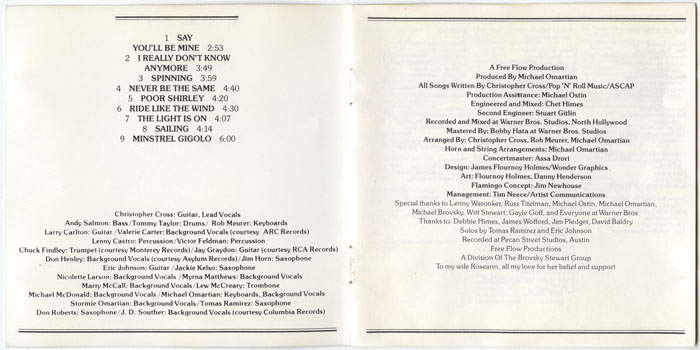 1 SAY
YOU'LL BE MINE 2:53
2 I REALLY DON'T KNOW
ANYMORE 3:49
3 SPINNING 3:59
4 NEVER BE THE SAME 4:40
5 POOR SHIRLEY 4:20
6 RIDE LIKE THE WIND 4:30
7 THE LIGHT IS ON 4:07
8 SAILING 4:14
9 MINSTREL GIGOLO 6:00
Christopher Cross: Guitar, Lead Vocals
Andy Salmon: Bass/Tommy Taylor: Drums/ Rob Meurer: Keyboards
Larry Carlton: Guitar/Valerie Carter: Background Vocals (courtesy ARC Records)
Lenny Castro: Percussion/Victor Feldman: Percussion
Chuck Findley: Trumpet (courtesy Monterey Records)/Jay Graydon: Guitar (courtesy RCA Records)
Don Henley: Background Vocals (courtesy Asylum Records)/Jim Horn: Saxophone
Eric Johnson: Guitar/Jackie Kelso: Saxophone
Nicolette Larson: Background Vocals/Myrna Matthews: Background Vocals
Marty McCall: Background Vocals/Lew McCreary: Trombone
Michael McDonald: Background Vocals/Michael Omartian: Keyboards, Background Vocals
Stormie Omartian: Background Vocals/Tomas Ramirez: Saxophone
Don Roberts: Saxophone/J. D. Souther: Background Vocals (courtesy Columbia Records)
A Free Flow Production
Produced By Michael Omartian
All Songs Written By Christopher Cross/Pop 'N' Roll Music/ASCAP
Production Assistance: Michael Ostin
Engineered and Mixed: Chet Himes
Second Engineer: Stuart Gitlin
Recorded and Mixed at Warner Bros. Studios, North Hollywood
Mastered By: Bobby Hata at Warner Bros. Studios
Arranged By: Christopher Cross, Rob Meurer, Michael Omartian
Horn and String Arrangements: Michael Omartian
Concertmaster: Assa Drori
Design: James Flournoy Holmes/Wonder Graphics
Art: Flournoy Holmes, Danny Henderson
Flamingo Concept: Jim Newhouse
Management: Tim Neece/Artist Communications
Special thanks to Lenny Waronker, Russ Titelman, Michael Ostin, Michael Omartian,
Michael Brovsky, Witt Stewart, Gayle Goff, and Everyone at Warner Bros.
Thanks to: Debbie Himes, James Wofford, Jim Pledger, David Baldry
Solos by Tomas Ramirez and Eric Johnson
Recorded at Pecan Street Studios, Austin
Free Flow Productions
A Division Of The Brovsky Stewart Group
To my wife Roseann, all my love for her belief and support